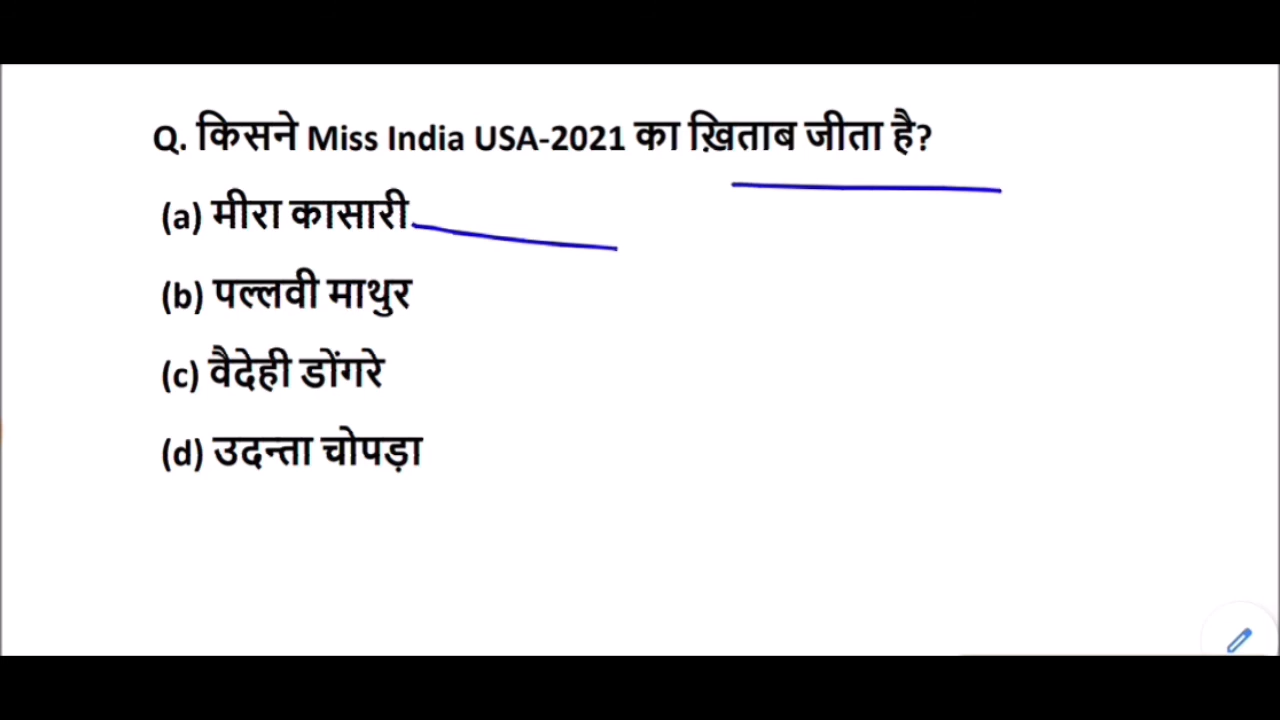 Q. किसने Miss India USA-2021 का ख़िताब जीता है?
(a) मीरा कासारी
(b) पल्लवी माथुर
(c) वैदेही डोंगरे
(d) उदन्ता चोपड़ा